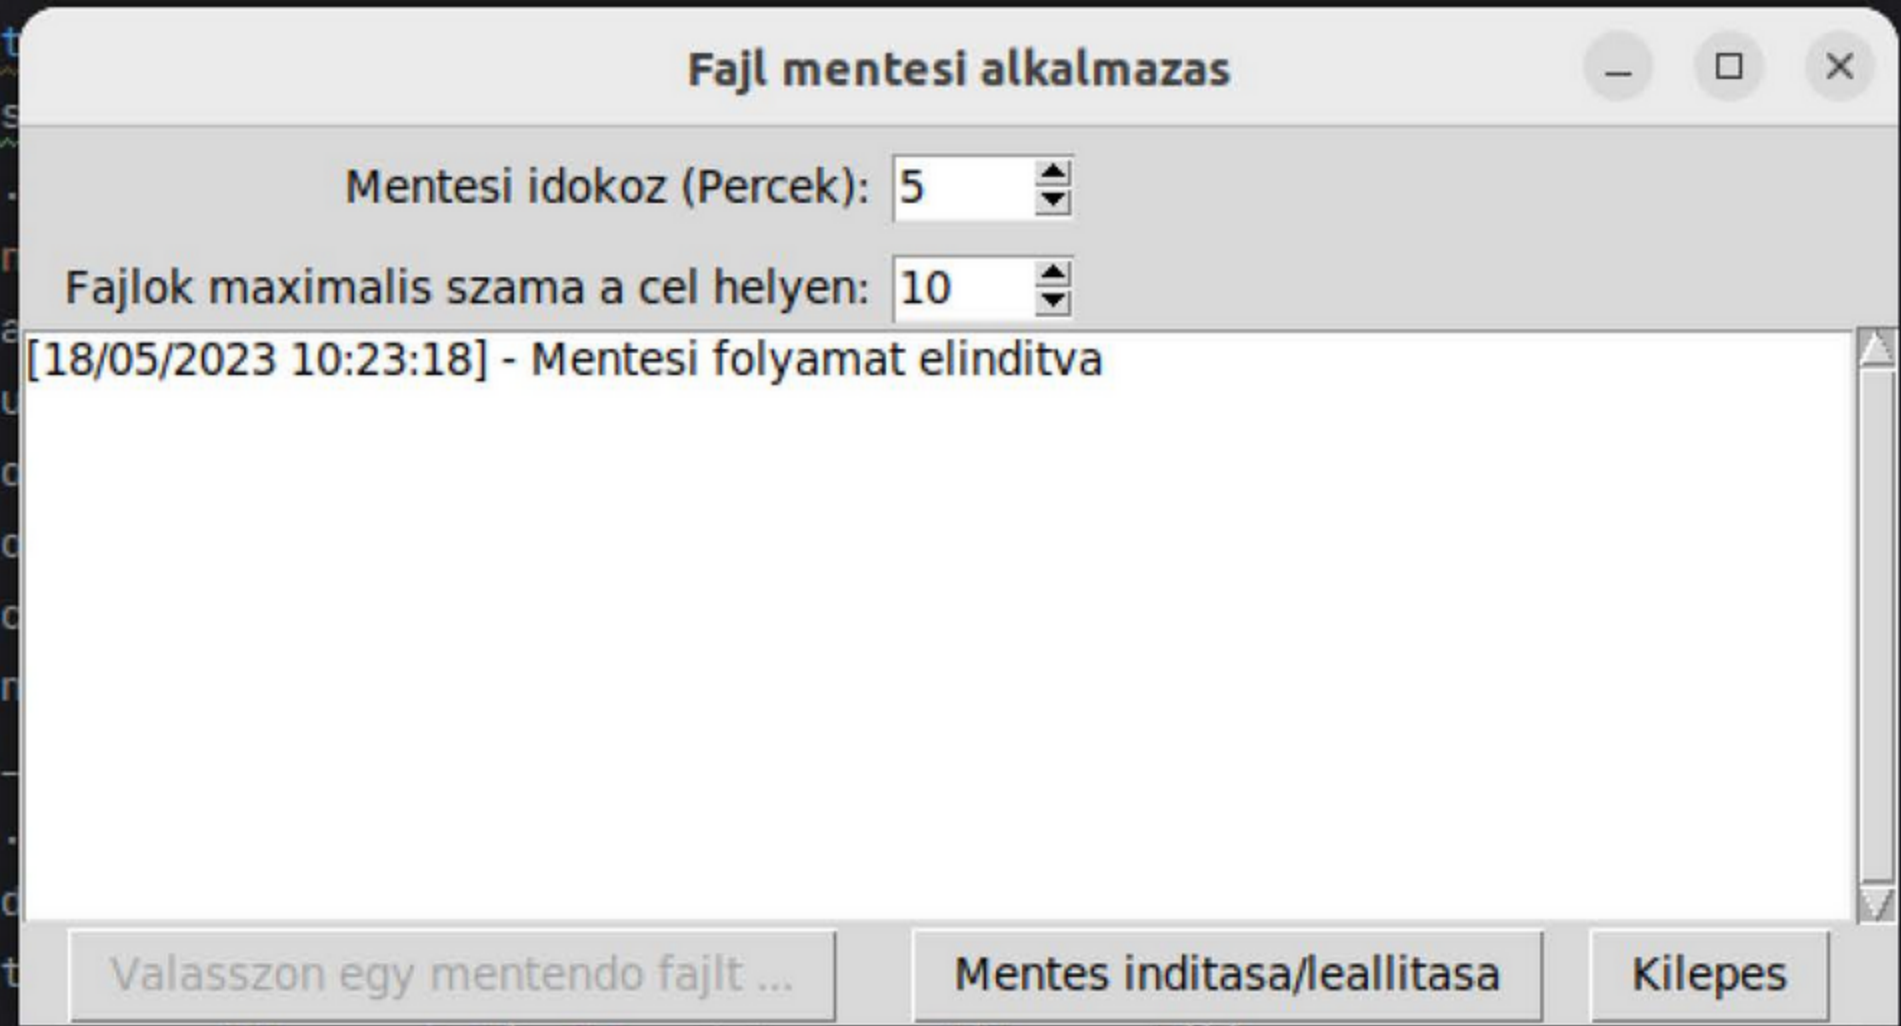 Fajl mentesi alkalmazas
Mentesi idokoz (Percek): 5
Fajlok maximalis szama a cel helyen: 10
[18/05/2023 10:23:18] - Mentesi folyamat elinditva
Valasszon egy mentendo fajlt ... Mentes inditasa/leallitasa Kilepes